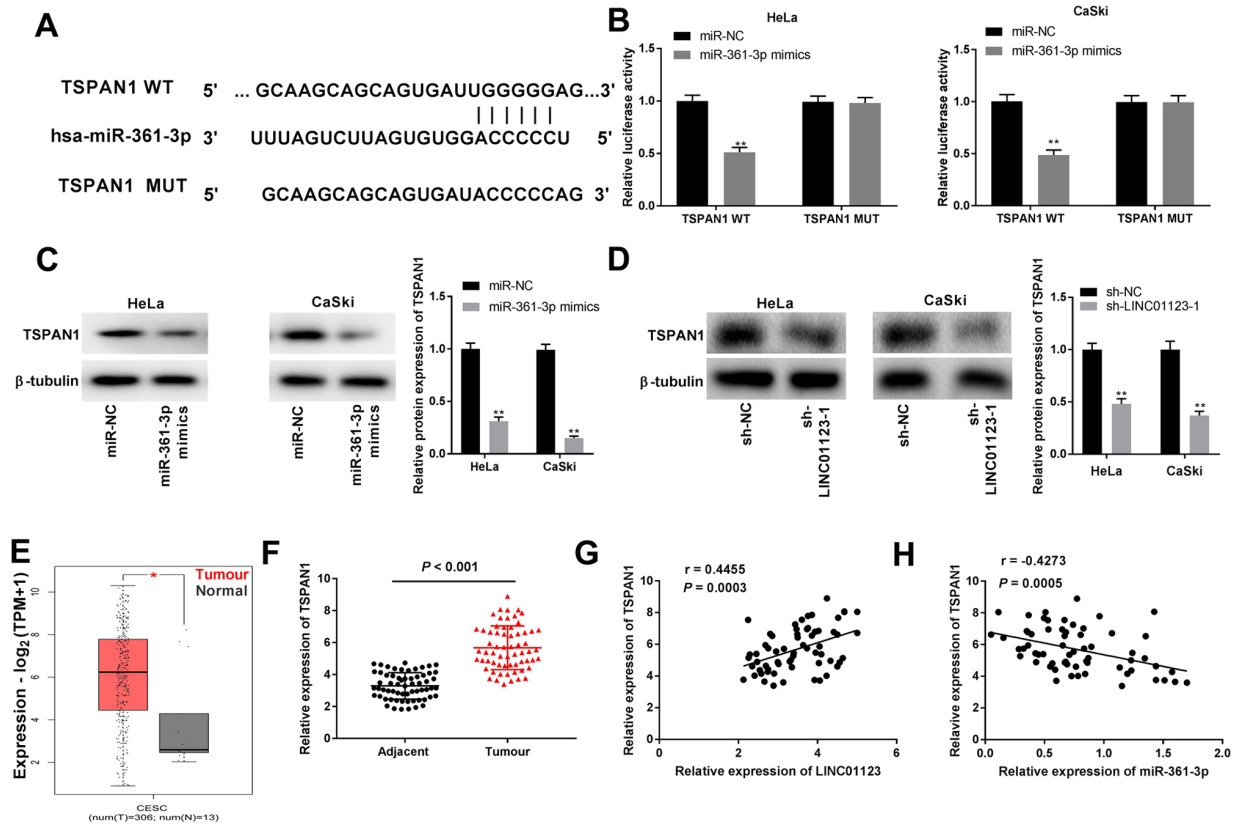 A
TSPAN1 WT 5' ... GCAAGCAGCAGUGAUUGGGGGAG...3'
hsa-miR-361-3p 3' UUUAGUCUUAGUGUGGACCCCCU 5'
TSPAN1 MUT 5' GCAAGCAGCAGUGAUACCCCCAG 3'
B
HeLa
miR-NC
miR-361-3p mimics
Relative luciferase activity
1.5
1.0
0.5
0.0
**
TSPAN1 WT TSPAN1 MUT
CaSki
miR-NC
miR-361-3p mimics
Relative luciferase activity
1.5
1.0
0.5
0.0
**
TSPAN1 WT TSPAN1 MUT
C
HeLa CaSki
TSPAN1
β-tubulin
miR-NC
miR-361-3p
mimics
miR-NC
miR-361-3p
mimics
miR-NC
miR-361-3p mimics
Relative protein expression of TSPAN1
1.5
1.0
0.5
0.0
** **
HeLa CaSki
D
HeLa CaSki
TSPAN1
β-tubulin
sh-NC
sh-
LINC01123-1
sh-NC
sh-
LINC01123-1
sh-NC
sh-LINC01123-1
Relative protein expression of TSPAN1
1.5
1.0
0.5
0.0
** **
HeLa CaSki
E
Expression - log2 (TPM+1)
10
8
6
4
2
*
Tumour
Normal
CESC
(num(T)=306; num(N)=13)
F
Relative expression of TSPAN1
10
8
6
4
2
0
P < 0.001
Adjacent Tumour
G
r = 0.4455
P = 0.0003
Relative expression of TSPAN1
10
8
6
4
2
0
0 2 4 6
Relative expression of LINC01123
H
r = -0.4273
P = 0.0005
Relavive expression of TSPAN1
10
8
6
4
2
0
0.0 0.5 1.0 1.5 2.0
Relative expression of miR-361-3p